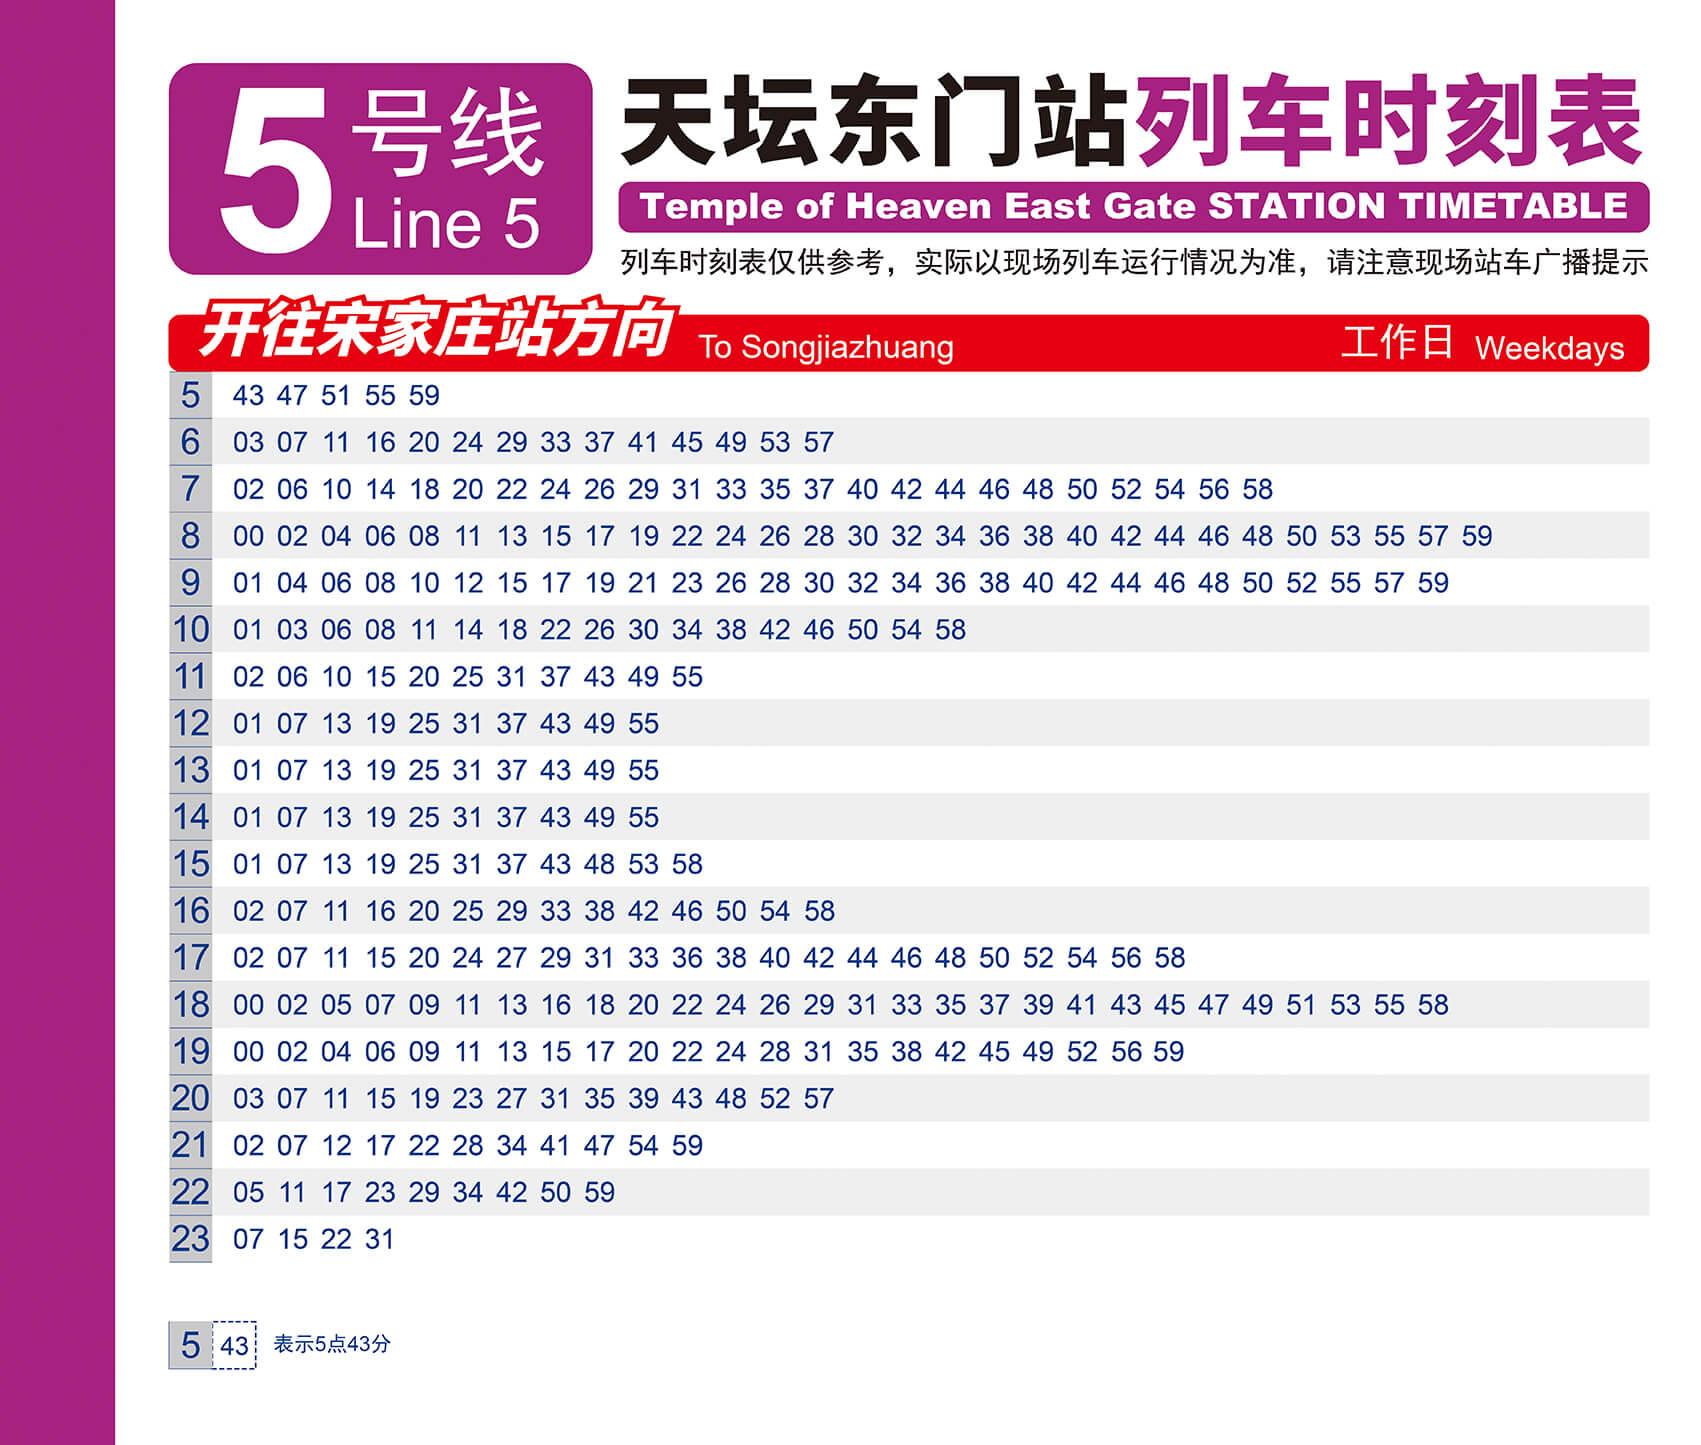 5 号线
Line 5
天坛东门站列车时刻表
Temple of Heaven East Gate STATION TIMETABLE
列车时刻表仅供参考，实际以现场列车运行情况为准，请注意现场站车广播提示
开往宋家庄站方向 To Songjiazhuang 工作日 Weekdays
5 43 47 51 55 59
6 03 07 11 16 20 24 29 33 37 41 45 49 53 57
7 02 06 10 14 18 20 22 24 26 29 31 33 35 37 40 42 44 46 48 50 52 54 56 58
8 00 02 04 06 08 11 13 15 17 19 22 24 26 28 30 32 34 36 38 40 42 44 46 48 50 53 55 57 59
9 01 04 06 08 10 12 15 17 19 21 23 26 28 30 32 34 36 38 40 42 44 46 48 50 52 55 57 59
10 01 03 06 08 11 14 18 22 26 30 34 38 42 46 50 54 58
11 02 06 10 15 20 25 31 37 43 49 55
12 01 07 13 19 25 31 37 43 49 55
13 01 07 13 19 25 31 37 43 49 55
14 01 07 13 19 25 31 37 43 49 55
15 01 07 13 19 25 31 37 43 48 53 58
16 02 07 11 16 20 25 29 33 38 42 46 50 54 58
17 02 07 11 15 20 24 27 29 31 33 36 38 40 42 44 46 48 50 52 54 56 58
18 00 02 05 07 09 11 13 16 18 20 22 24 26 29 31 33 35 37 39 41 43 45 47 49 51 53 55 58
19 00 02 04 06 09 11 13 15 17 20 22 24 28 31 35 38 42 45 49 52 56 59
20 03 07 11 15 19 23 27 31 35 39 43 48 52 57
21 02 07 12 17 22 28 34 41 47 54 59
22 05 11 17 23 29 34 42 50 59
23 07 15 22 31
5 43 表示5点43分